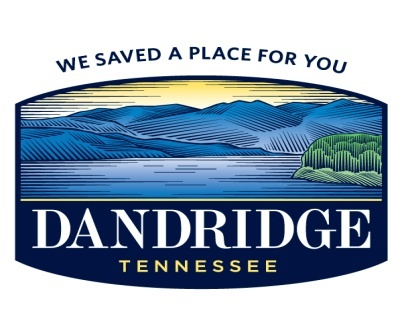 WE SAVED A PLACE FOR YOU
DANDRIDGE
TENNESSEE